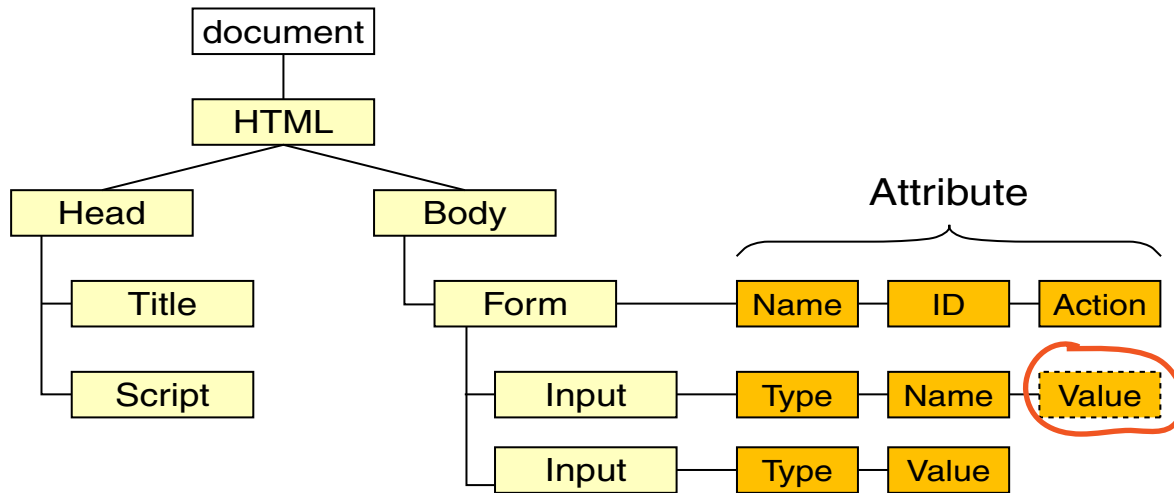 document
HTML
Head
Body
Attribute
Title
Form
Name
ID
Action
Script
Input
Type
Name
Value
Input
Type
Value